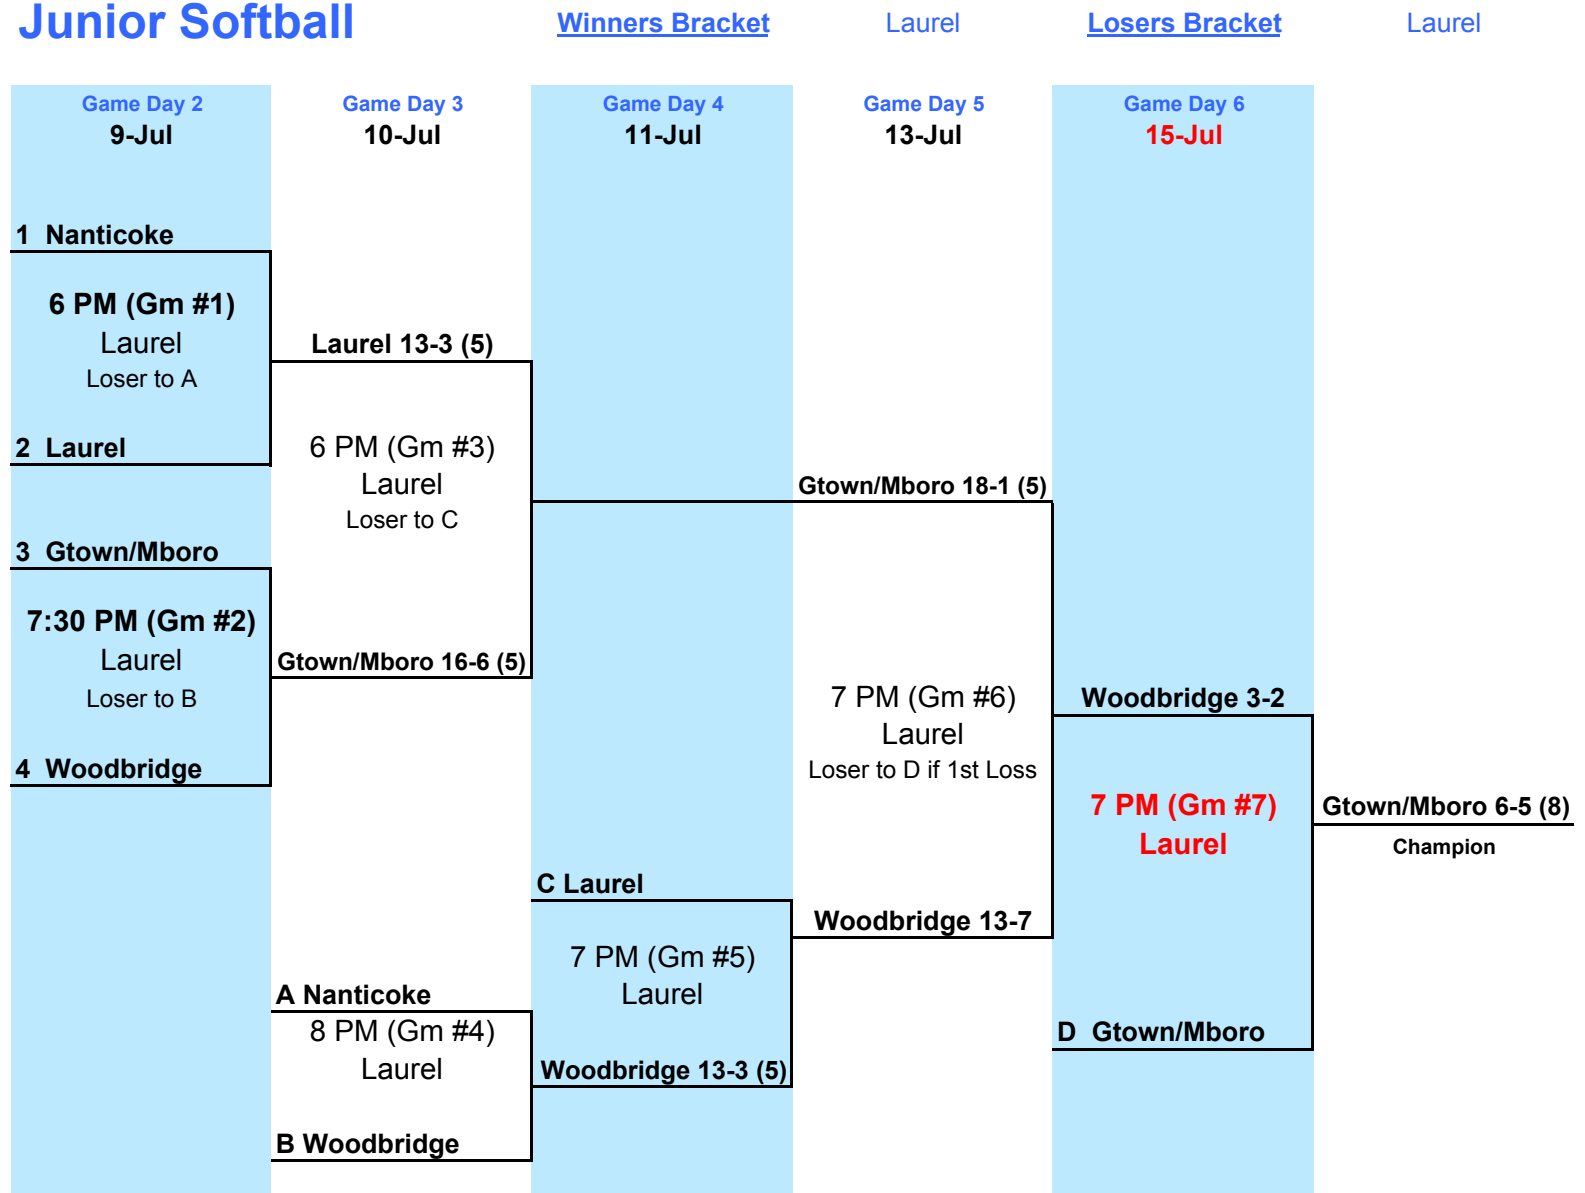 Junior Softball
Winners Bracket
Laurel
Losers Bracket
Laurel
Game Day 2
9-Jul
Game Day 3
10-Jul
Game Day 4
11-Jul
Game Day 5
13-Jul
Game Day 6
15-Jul
1 Nanticoke
6 PM (Gm #1)
Laurel
Loser to A
2 Laurel
3 Gtown/Mboro
7:30 PM (Gm #2)
Laurel
Loser to B
4 Woodbridge
Laurel 13-3 (5)
6 PM (Gm #3)
Laurel
Loser to C
Gtown/Mboro 16-6 (5)
A Nanticoke
8 PM (Gm #4)
Laurel
B Woodbridge
C Laurel
7 PM (Gm #5)
Laurel
Woodbridge 13-3 (5)
Gtown/Mboro 18-1 (5)
7 PM (Gm #6)
Laurel
Loser to D if 1st Loss
Woodbridge 13-7
Woodbridge 3-2
7 PM (Gm #7)
Laurel
D Gtown/Mboro
Gtown/Mboro 6-5 (8)
Champion